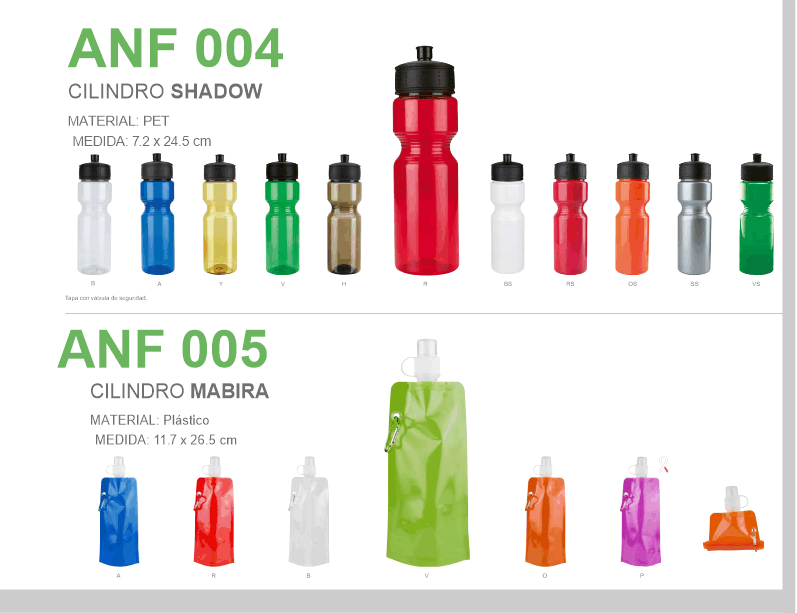 ANF 004
CILINDRO SHADOW
MATERIAL: PET
MEDIDA: 7.2 x 24.5 cm
B A Y V H R BS RS OS SS VS
Tapa con válvula de seguridad.
ANF 005
CILINDRO MABIRA
MATERIAL: Plástico
MEDIDA: 11.7 x 26.5 cm
A R B V O P